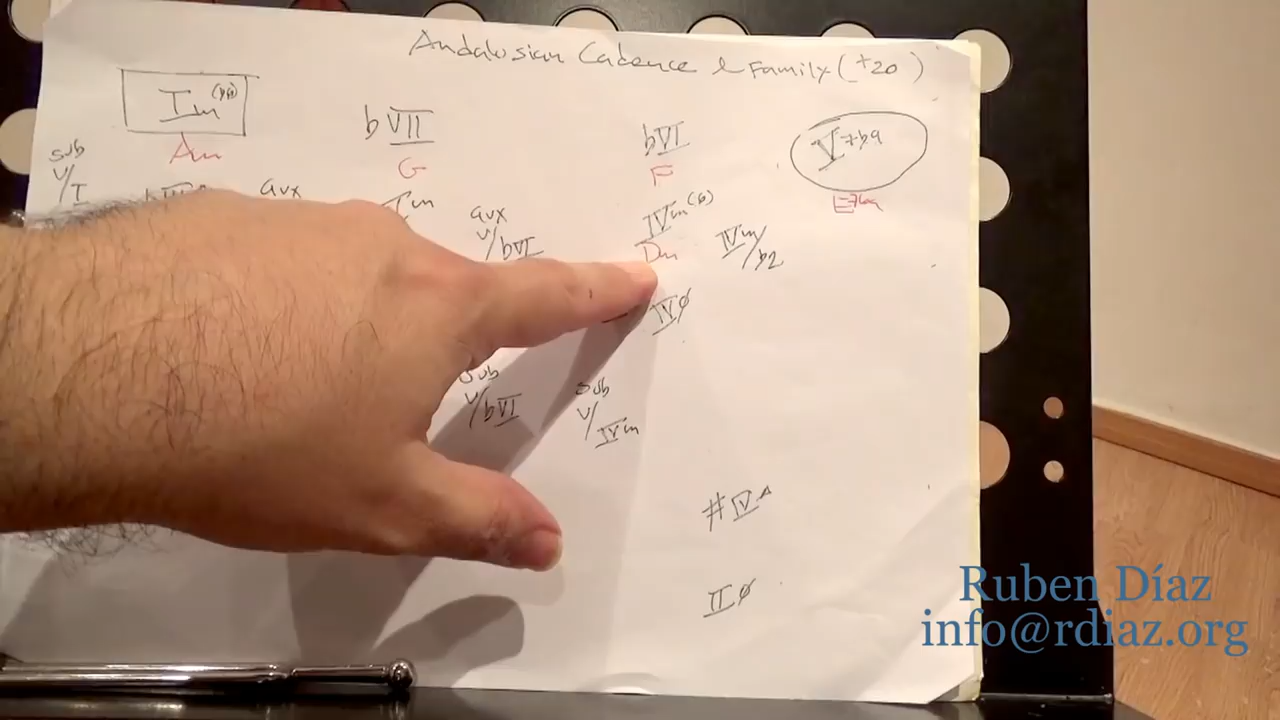 Andalusian Cadence & Family (+20)
Im
bVII
bVI
V7b9
Am
G
F
E7b9
sub
V/I
aux
aux
V/bVI
IVm(6)
IVm/b2
Dm
IVø
sub
V/bVI
sub
V/IVm
#IV△
IIø
Ruben Díaz
info@rdiaz.org